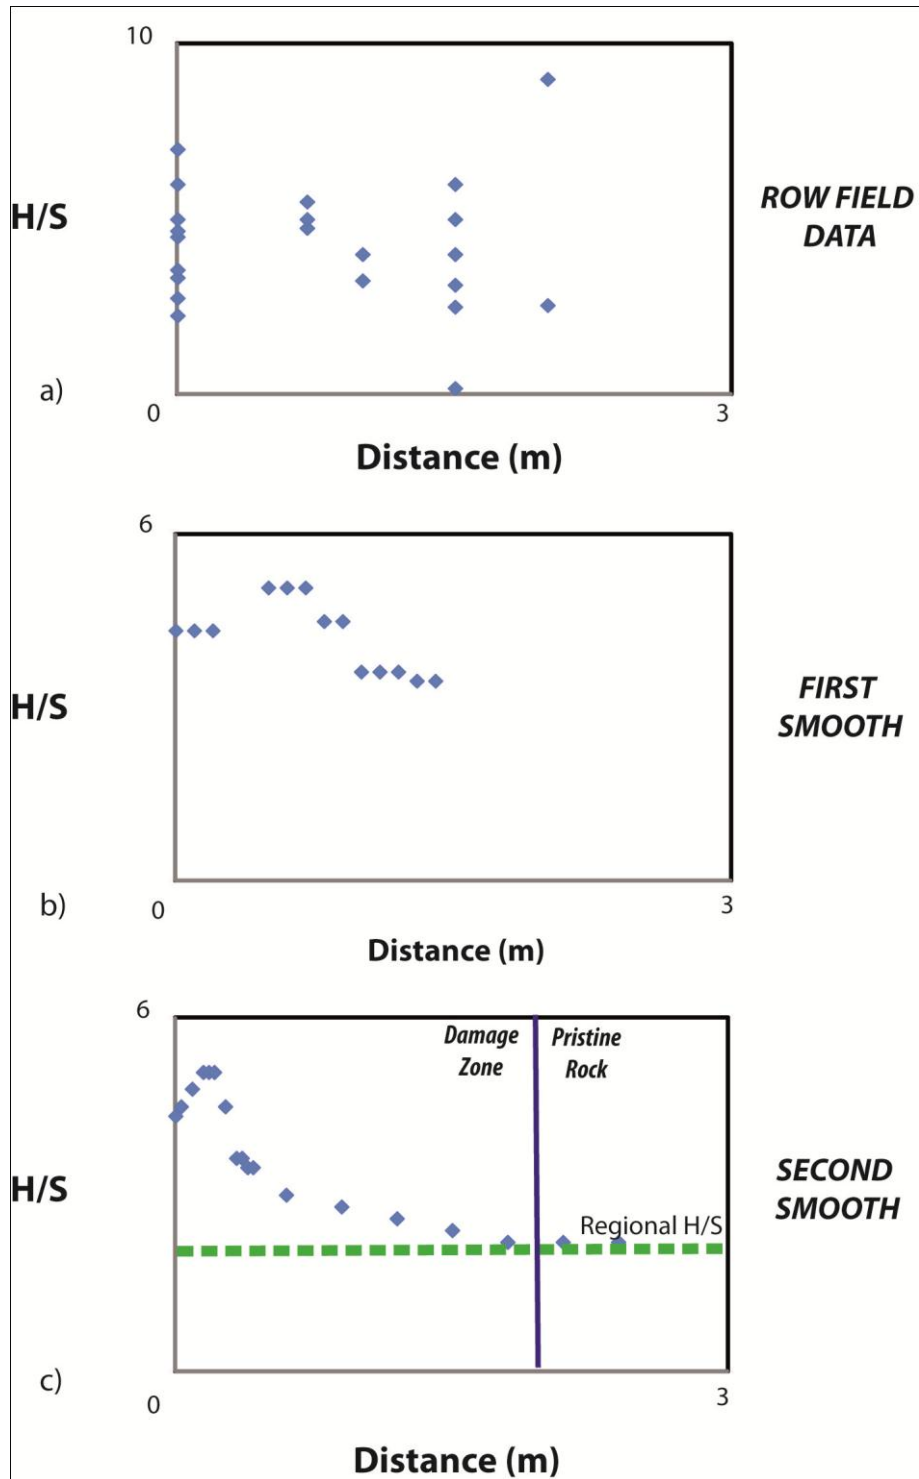 10
H/S
ROW FIELD
DATA
a)
0
3
Distance (m)
6
H/S
FIRST
SMOOTH
b)
0
3
Distance (m)
6
Damage
Zone
Pristine
Rock
H/S
SECOND
SMOOTH
Regional H/S
c)
0
3
Distance (m)